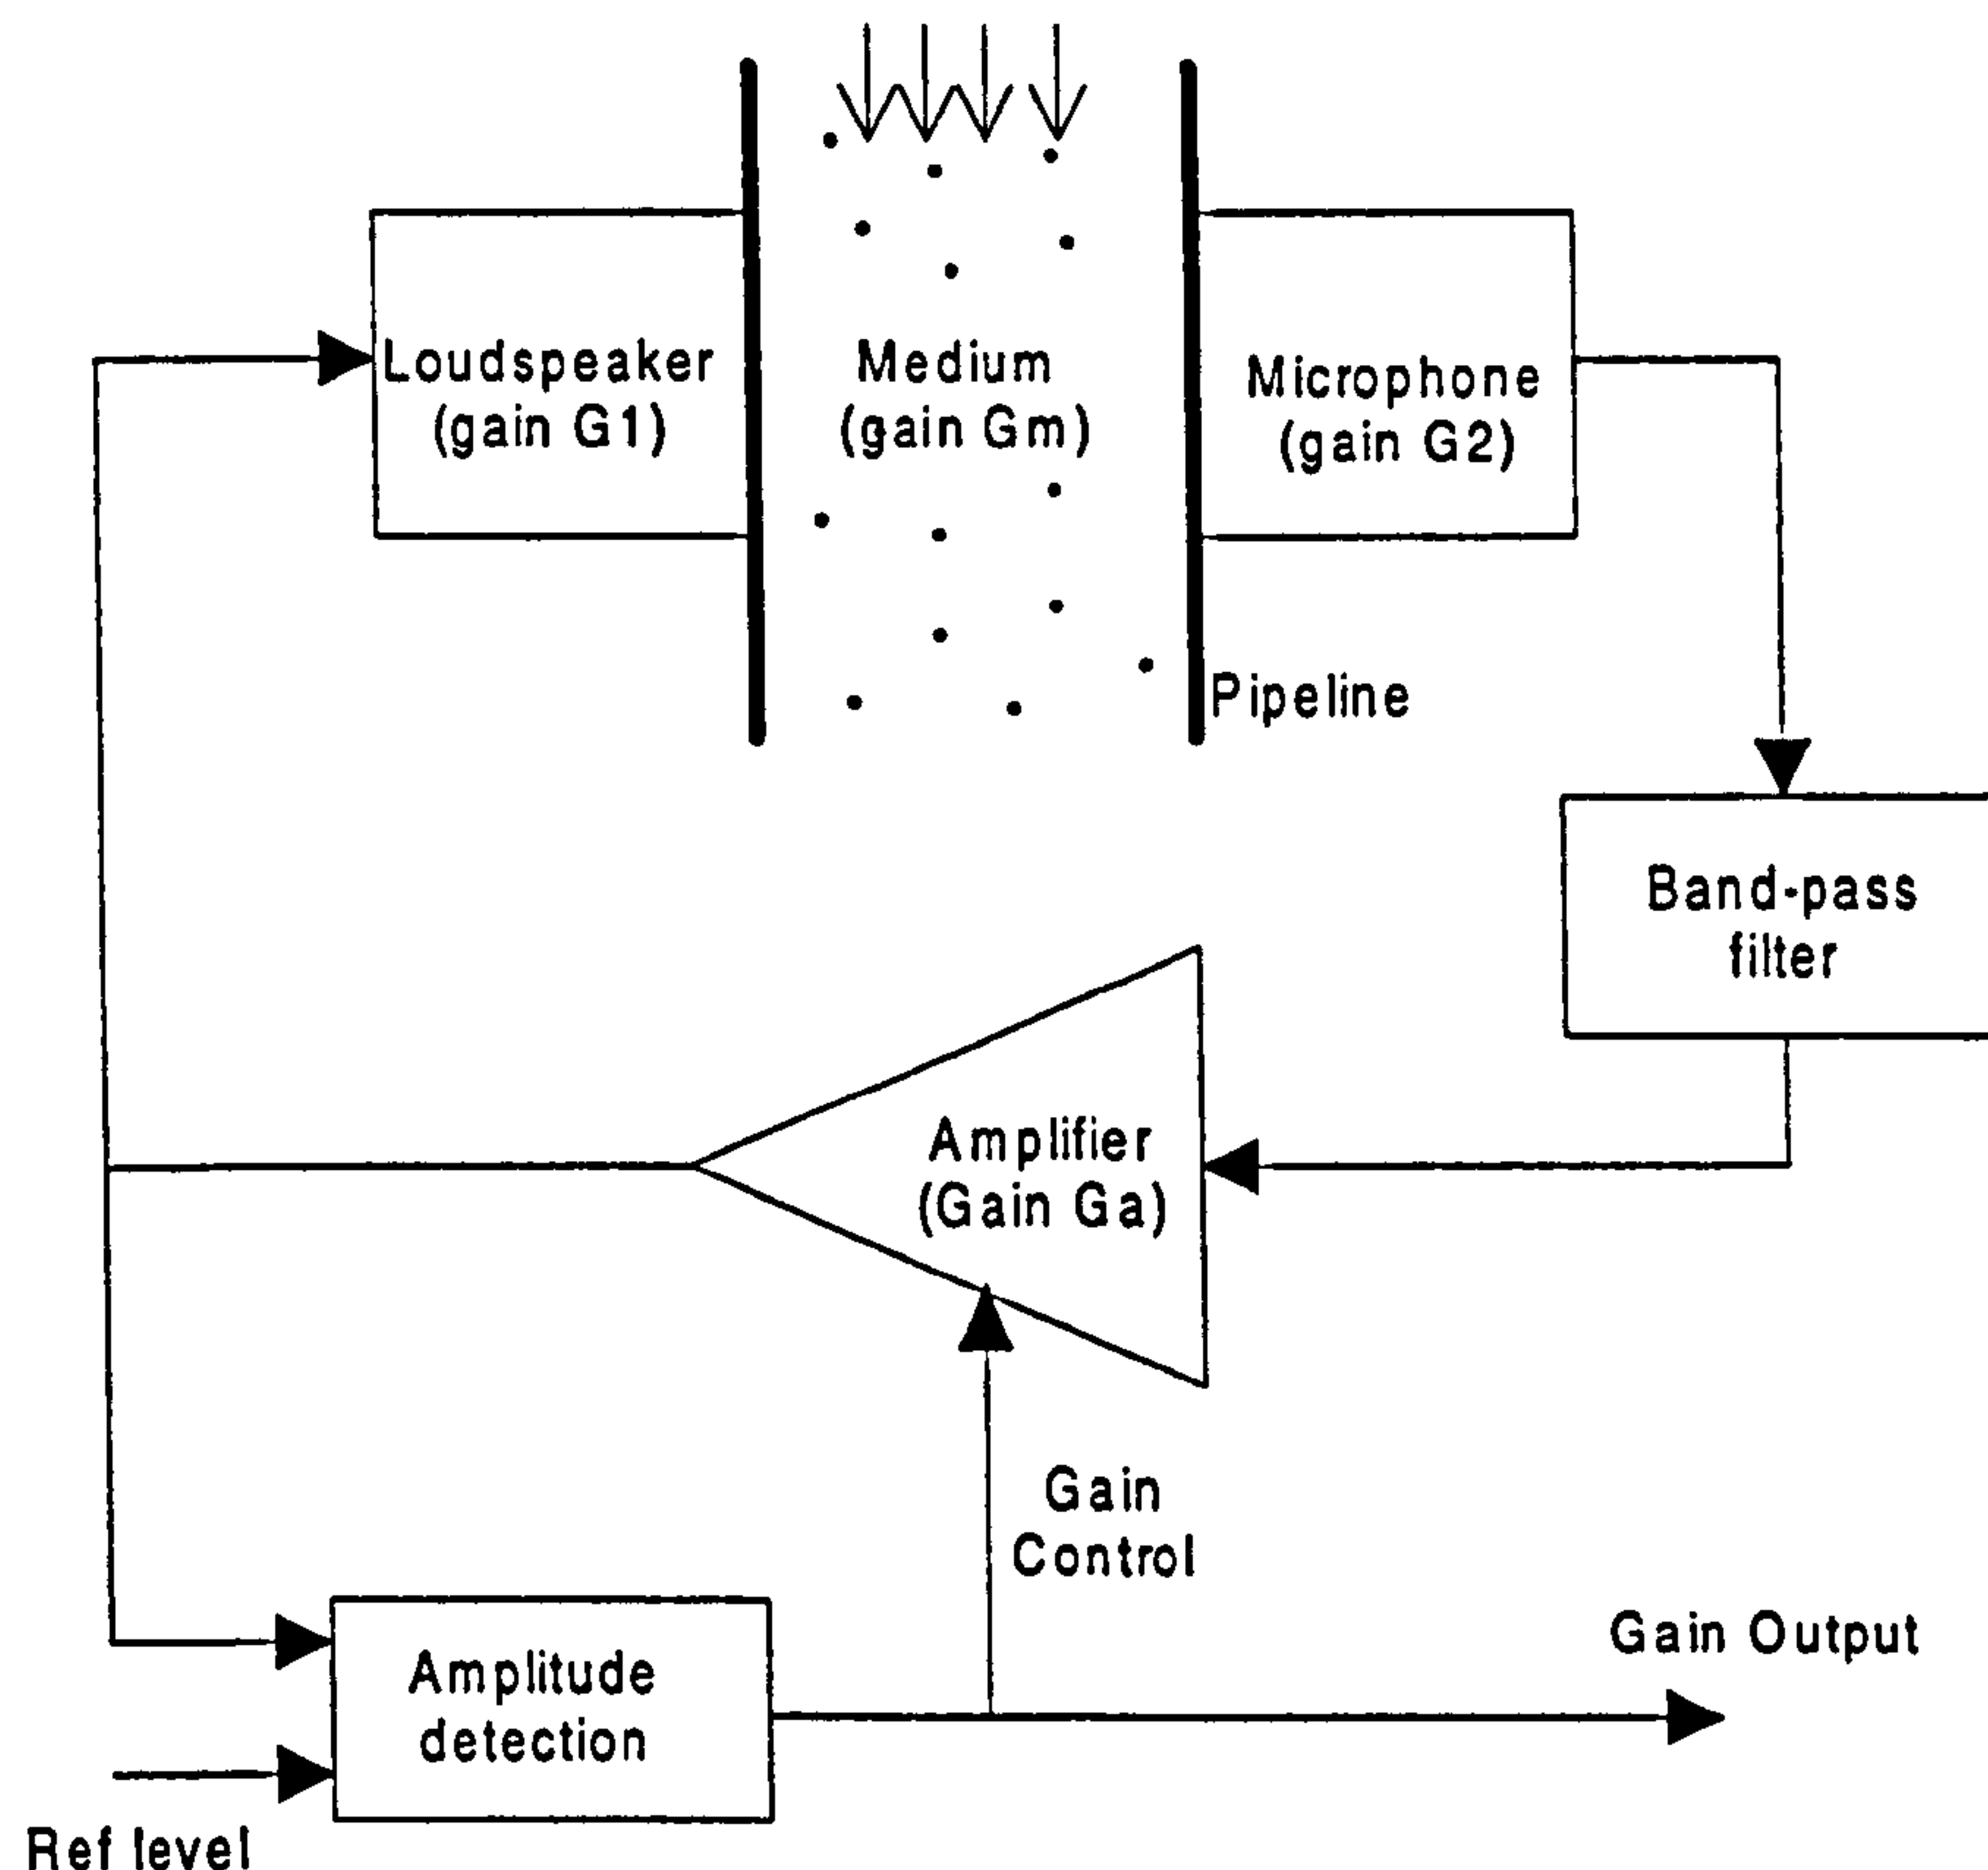 Loudspeaker
(gain G1)
Medium
(gain Gm)
Microphone
(gain G2)
Pipeline
Band-pass
filter
Amplifier
(Gain Ga)
Gain
Control
Gain Output
Amplitude
detection
Ref level